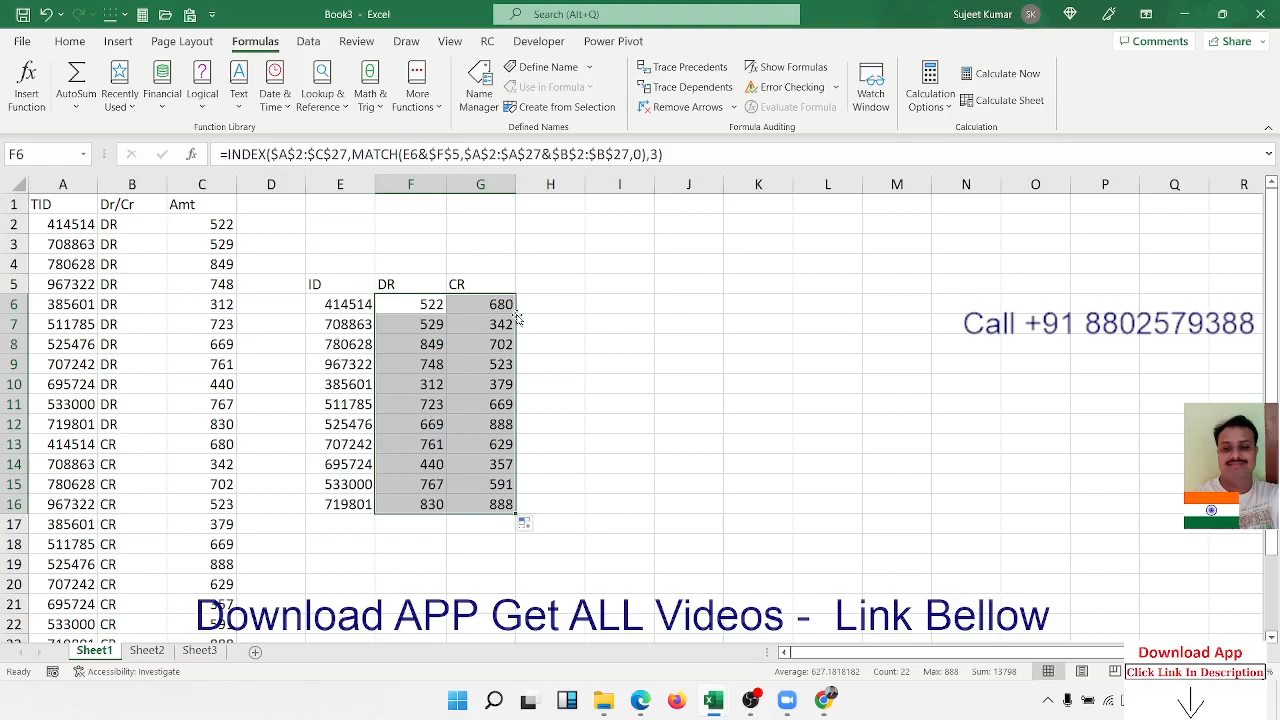 Book3 - Excel
Search (Alt+Q)
Sujeet Kumar SK
File Home Insert Page Layout Formulas Data Review View Draw RC Developer Power Pivot Comments Share
Insert Function
AutoSum
Recently Used
Financial
Logical
Text
Date & Time
Lookup & Reference
Math & Trig
More Functions
Function Library
Name Manager
Define Name
Use in Formula
Create from Selection
Defined Names
Trace Precedents
Trace Dependents
Remove Arrows
Show Formulas
Error Checking
Evaluate Formula
Formula Auditing
Watch Window
Calculation Options
Calculate Now
Calculate Sheet
Calculation
F6 fx =INDEX($A$2:$C$27,MATCH(E6&$F$5,$A$2:$A$27&$B$2:$B$27,0),3)
A B C D E F G H I J K L M N O P Q R
1 TID Dr/Cr Amt
2 414514 DR 522
3 708863 DR 529
4 780628 DR 849
5 967322 DR 748 ID DR CR
6 385601 DR 312 414514 522 680
7 511785 DR 723 708863 529 342
8 525476 DR 669 780628 849 702
9 707242 DR 761 967322 748 523
10 695724 DR 440 385601 312 379
11 533000 DR 767 511785 723 669
12 719801 DR 830 525476 669 888
13 414514 CR 680 707242 761 629
14 708863 CR 342 695724 440 357
15 780628 CR 702 533000 767 591
16 967322 CR 523 719801 830 888
17 385601 CR 379
18 511785 CR 669
19 525476 CR 888
20 707242 CR 629
21 695724 CR 357
22 533000 CR
Call +91 8802579388
Download APP Get ALL Videos - Link Bellow
Sheet1 Sheet2 Sheet3
Download App
Click Link In Description
Ready Accessibility: Investigate Average: 627.1818182 Count: 22 Max: 888 Sum: 13798